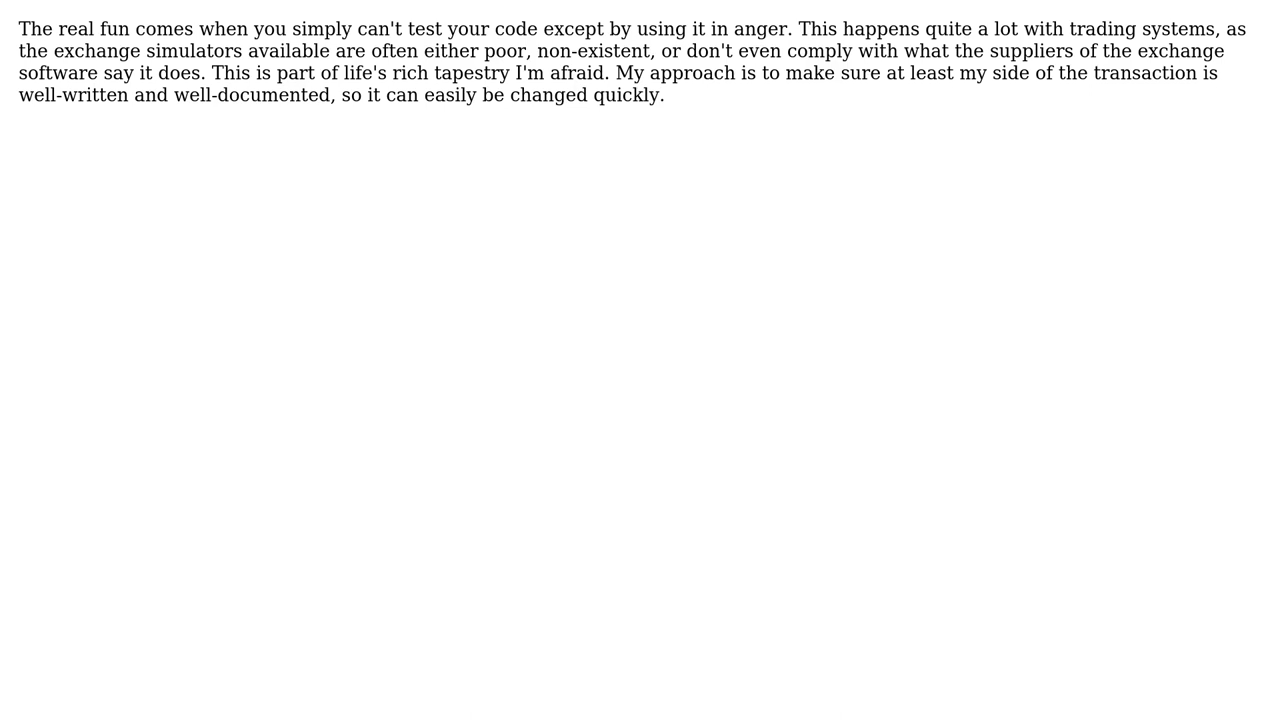 The real fun comes when you simply can't test your code except by using it in anger. This happens quite a lot with trading systems, as
the exchange simulators available are often either poor, non-existent, or don't even comply with what the suppliers of the exchange
software say it does. This is part of life's rich tapestry I'm afraid. My approach is to make sure at least my side of the transaction is
well-written and well-documented, so it can easily be changed quickly.